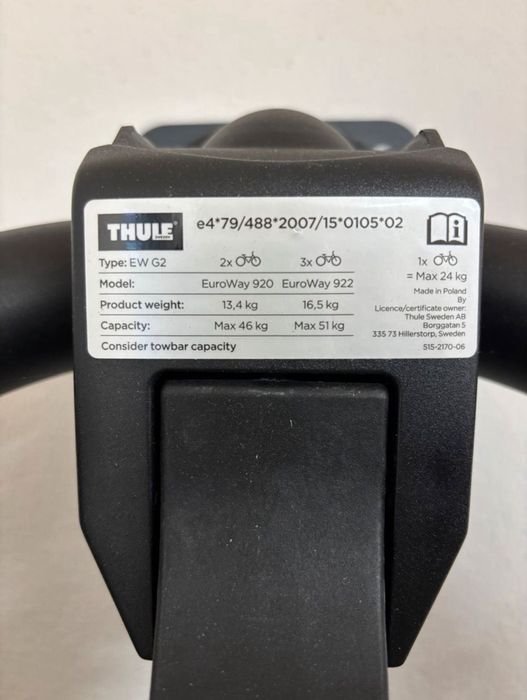 THULE e4*79/488*2007/15*0105*02
SWEDEN
Type: EW G2 2x 3x 1x
= Max 24 kg
Model: EuroWay 920 EuroWay 922
Product weight: 13,4 kg 16,5 kg
Capacity: Max 46 kg Max 51 kg
Consider towbar capacity
Made in Poland
By
Licence/certificate owner:
Thule Sweden AB
Borggatan 5
335 73 Hillerstorp, Sweden
515-2170-06